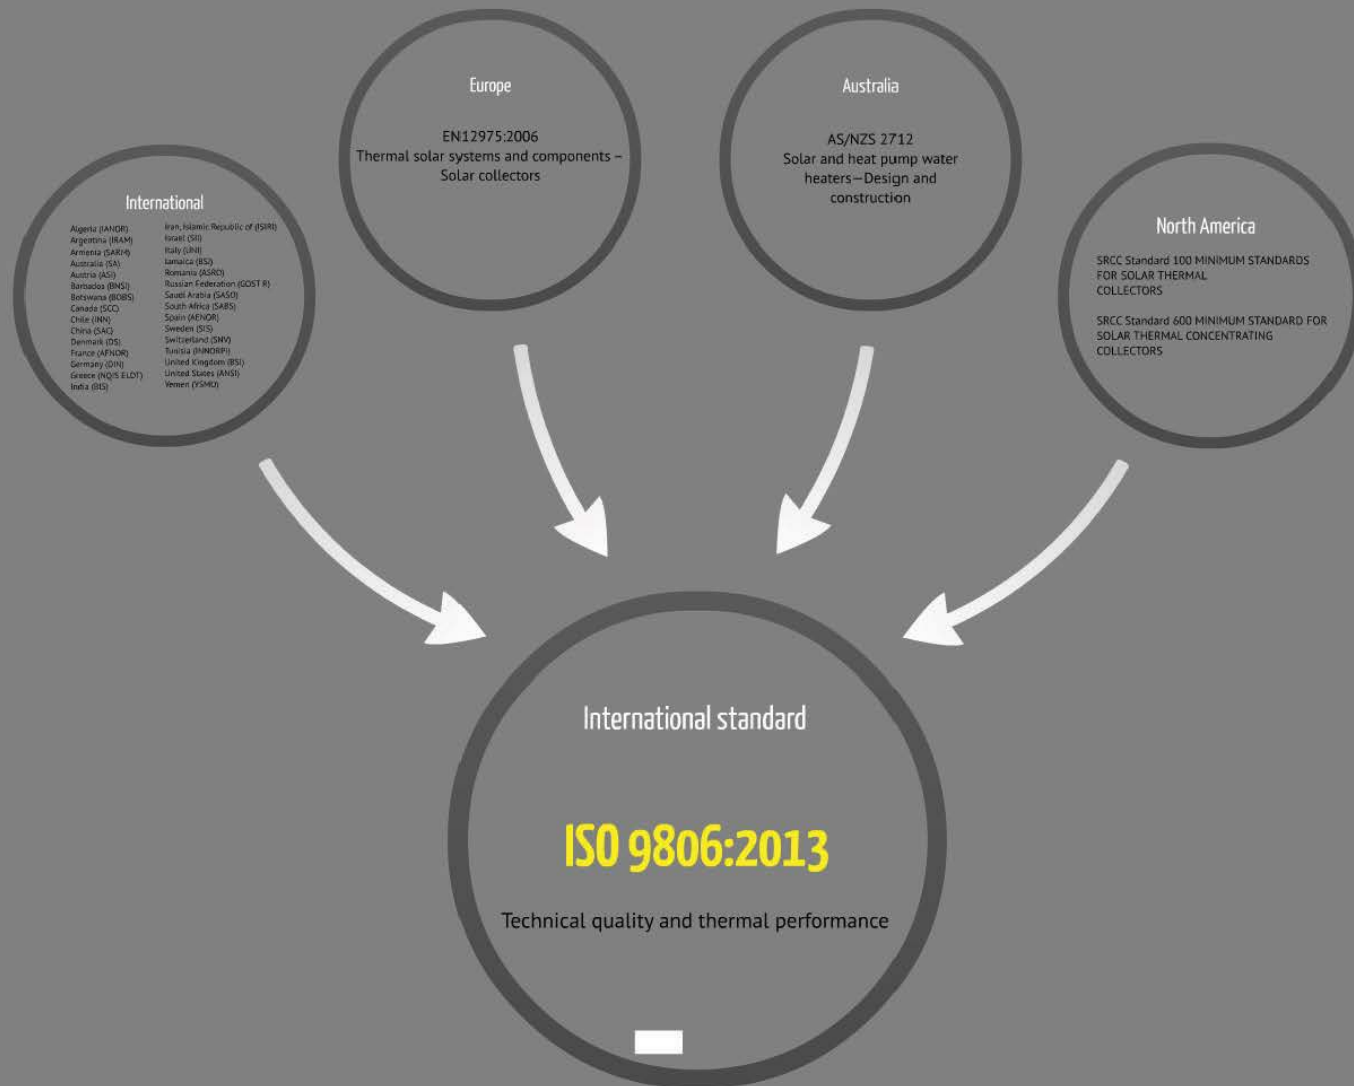 Europe
EN12975:2006
Thermal solar systems and components –
Solar collectors
Australia
AS/NZS 2712
Solar and heat pump water
heaters—Design and
construction
International
Algeria (IANOR)
Argentina (IRAM)
Armenia (SARM)
Australia (SA)
Austria (ASI)
Barbados (BNSI)
Botswana (BOBS)
Canada (SCC)
Chile (INN)
China (SAC)
Denmark (DS)
France (AFNOR)
Germany (DIN)
Greece (NQIS ELOT)
India (BIS)
Iran, Islamic Republic of (ISIRI)
Israel (SII)
Italy (UNI)
Jamaica (BSJ)
Romania (ASRO)
Russian Federation (GOST R)
Saudi Arabia (SASO)
South Africa (SABS)
Spain (AENOR)
Sweden (SIS)
Switzerland (SNV)
Tunisia (INNORPI)
United Kingdom (BSI)
United States (ANSI)
Yemen (YSMO)
North America
SRCC Standard 100 MINIMUM STANDARDS
FOR SOLAR THERMAL
COLLECTORS
SRCC Standard 600 MINIMUM STANDARD FOR
SOLAR THERMAL CONCENTRATING
COLLECTORS
International standard
ISO 9806:2013
Technical quality and thermal performance